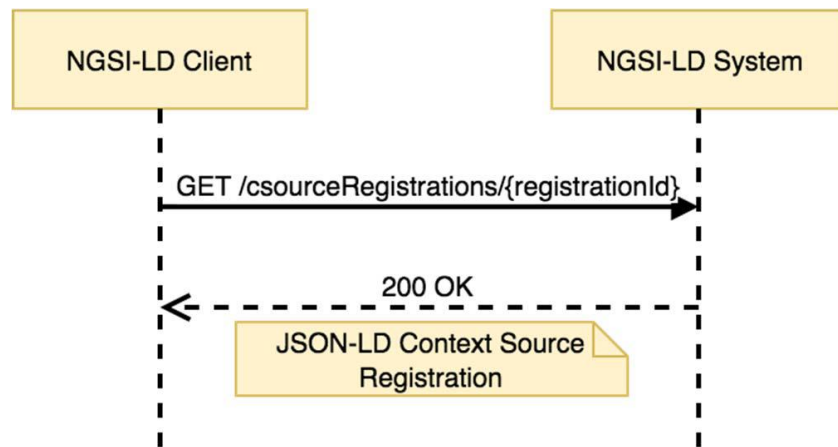 NGSI-LD Client
NGSI-LD System
GET /csourceRegistrations/{registrationId}
200 OK
JSON-LD Context Source
Registration